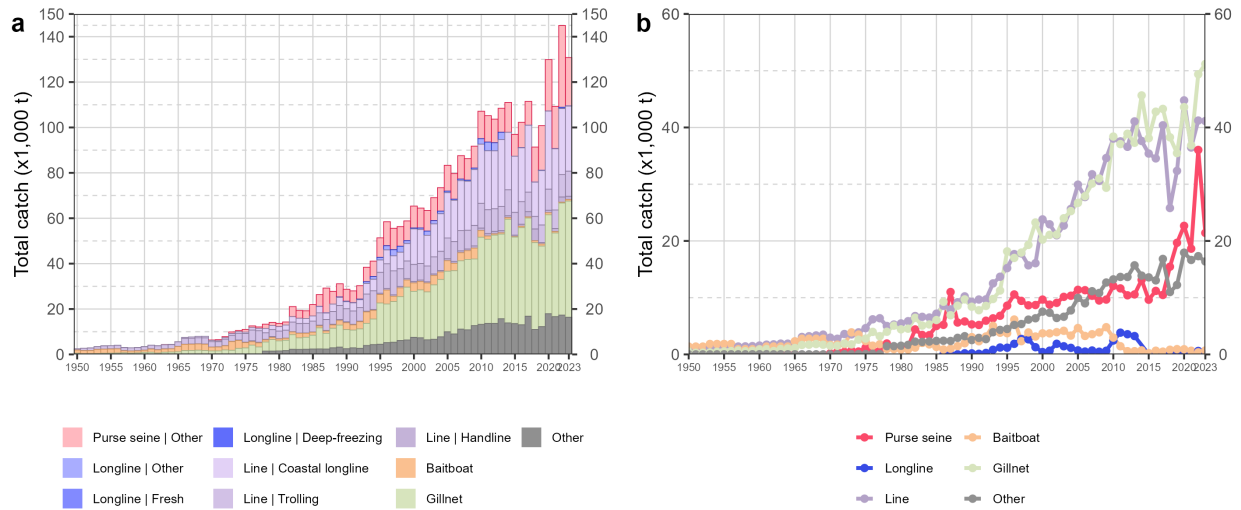 a
Total catch (x1,000 t)
150
140
120
100
80
60
40
20
0
150
140
120
100
80
60
40
20
0
1950 1955 1960 1965 1970 1975 1980 1985 1990 1995 2000 2005 2010 2015 2020 2023
Purse seine | Other
Longline | Deep-freezing
Line | Handline
Other
Longline | Other
Line | Coastal longline
Baitboat
Longline | Fresh
Line | Trolling
Gillnet
b
Total catch (x1,000 t)
60
40
20
0
60
40
20
0
1950 1955 1960 1965 1970 1975 1980 1985 1990 1995 2000 2005 2010 2015 2020 2023
Purse seine
Baitboat
Longline
Gillnet
Line
Other